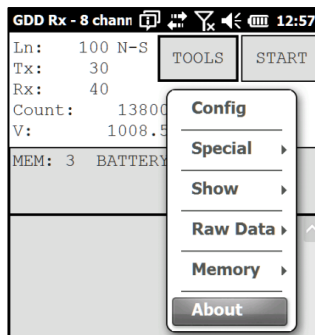 GDD Rx - 8 chann 12:57
Ln: 100 N-S
Tx: 30
Rx: 40
Count: 13800
V: 1008.5
TOOLS START
MEM: 3 BATTERY
Config
Special
Show
Raw Data
Memory
About